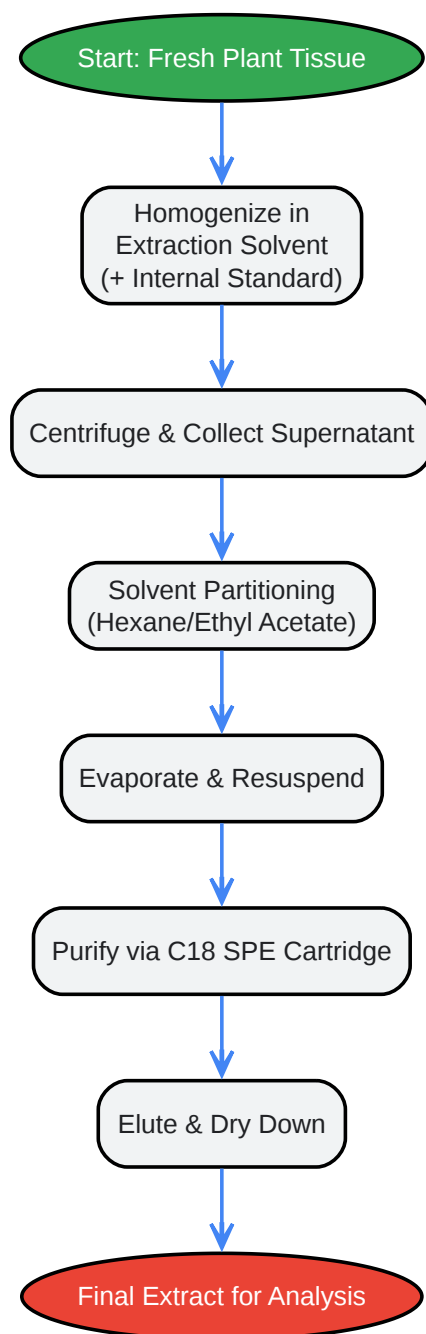 Start: Fresh Plant Tissue
Homogenize in
Extraction Solvent
(+ Internal Standard)
Centrifuge & Collect Supernatant
Solvent Partitioning
(Hexane/Ethyl Acetate)
Evaporate & Resuspend
Purify via C18 SPE Cartridge
Elute & Dry Down
Final Extract for Analysis